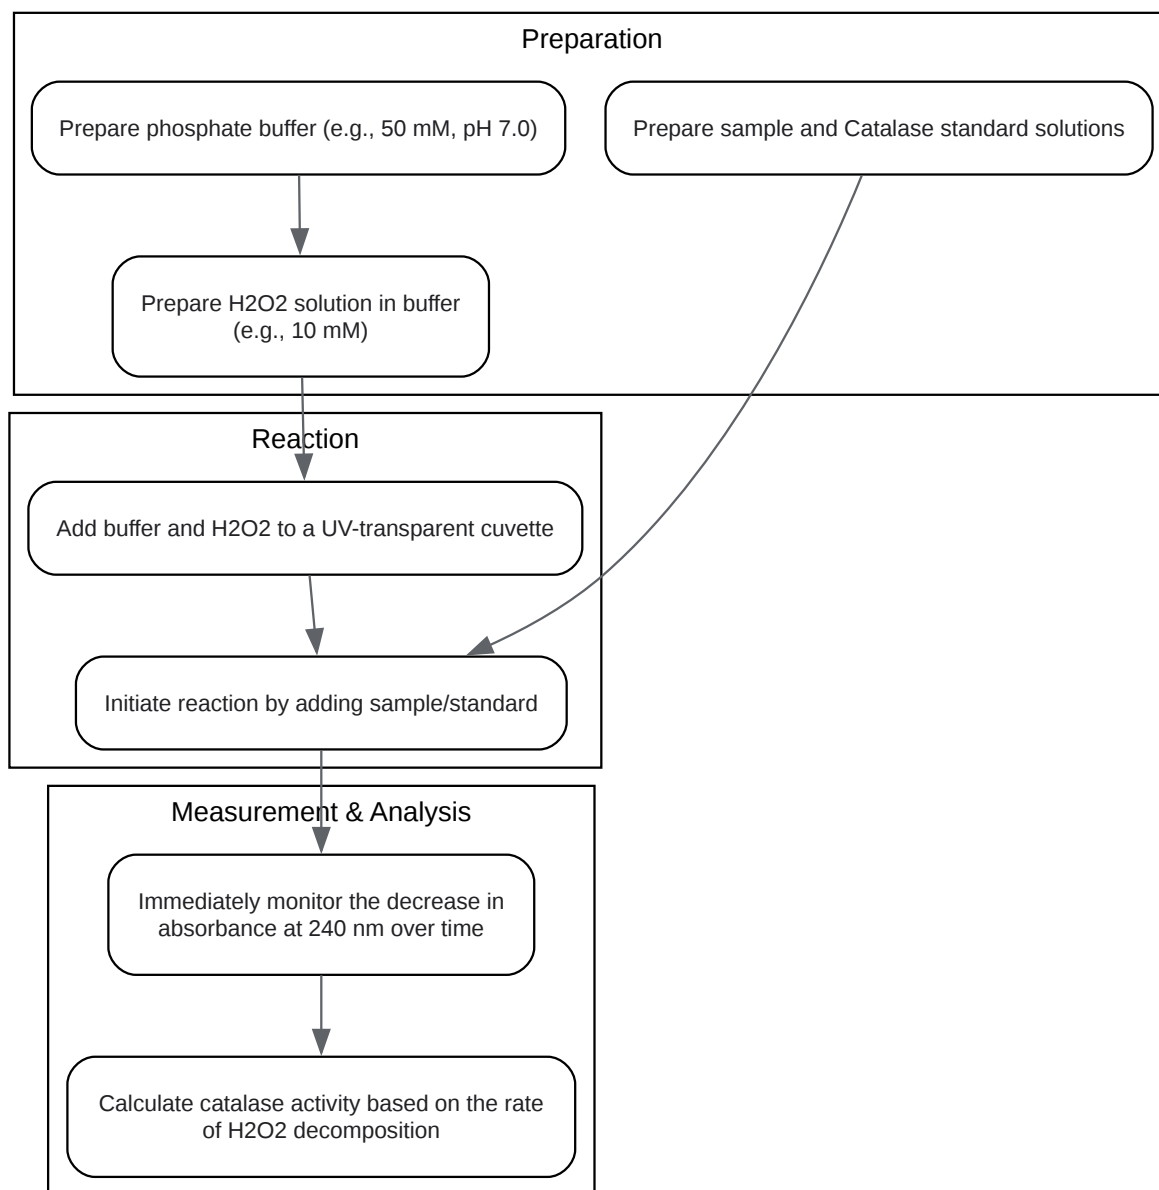 Preparation
Prepare phosphate buffer (e.g., 50 mM, pH 7.0)
Prepare sample and Catalase standard solutions
Prepare H2O2 solution in buffer
(e.g., 10 mM)
Reaction
Add buffer and H2O2 to a UV-transparent cuvette
Initiate reaction by adding sample/standard
Measurement & Analysis
Immediately monitor the decrease in
absorbance at 240 nm over time
Calculate catalase activity based on the rate
of H2O2 decomposition